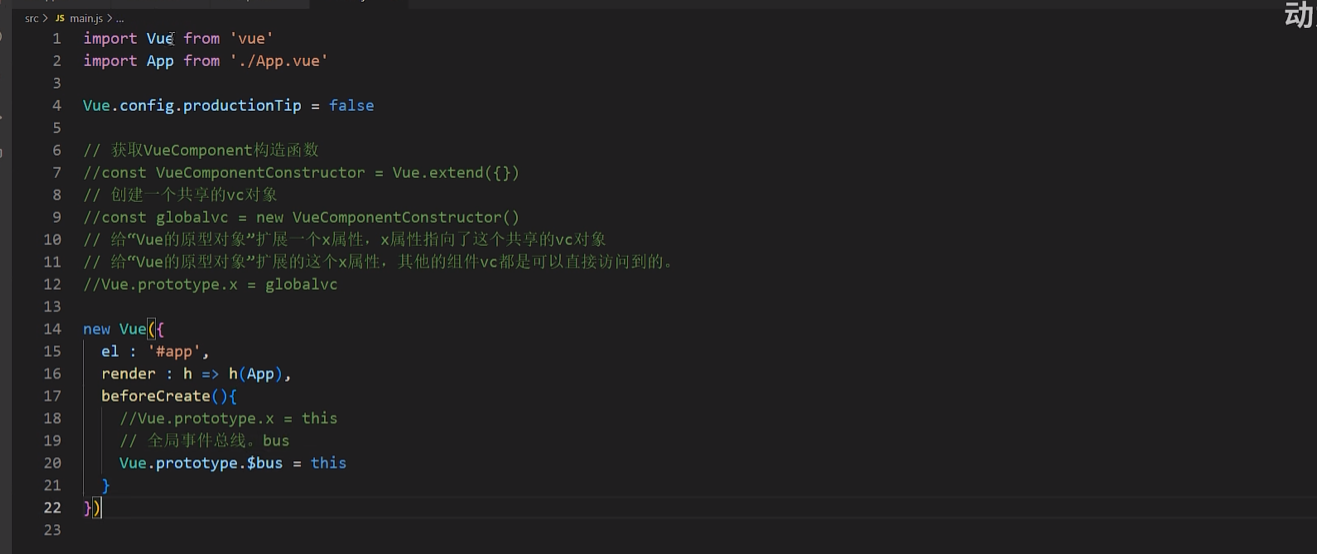 src > JS main.js > ...
动
1 import Vue from 'vue'
2 import App from './App.vue'
3
4 Vue.config.productionTip = false
5
6 // 获取VueComponent构造函数
7 //const VueComponentConstructor = Vue.extend({})
8 // 创建一个共享的vc对象
9 //const globalvc = new VueComponentConstructor()
10 // 给“Vue的原型对象”扩展一个x属性，x属性指向了这个共享的vc对象
11 // 给“Vue的原型对象”扩展的这个x属性，其他的组件vc都是可以直接访问到的。
12 //Vue.prototype.x = globalvc
13
14 new Vue({
15 el : '#app',
16 render : h => h(App),
17 beforeCreate(){
18 //Vue.prototype.x = this
19 // 全局事件总线。bus
20 Vue.prototype.$bus = this
21 }
22 })
23